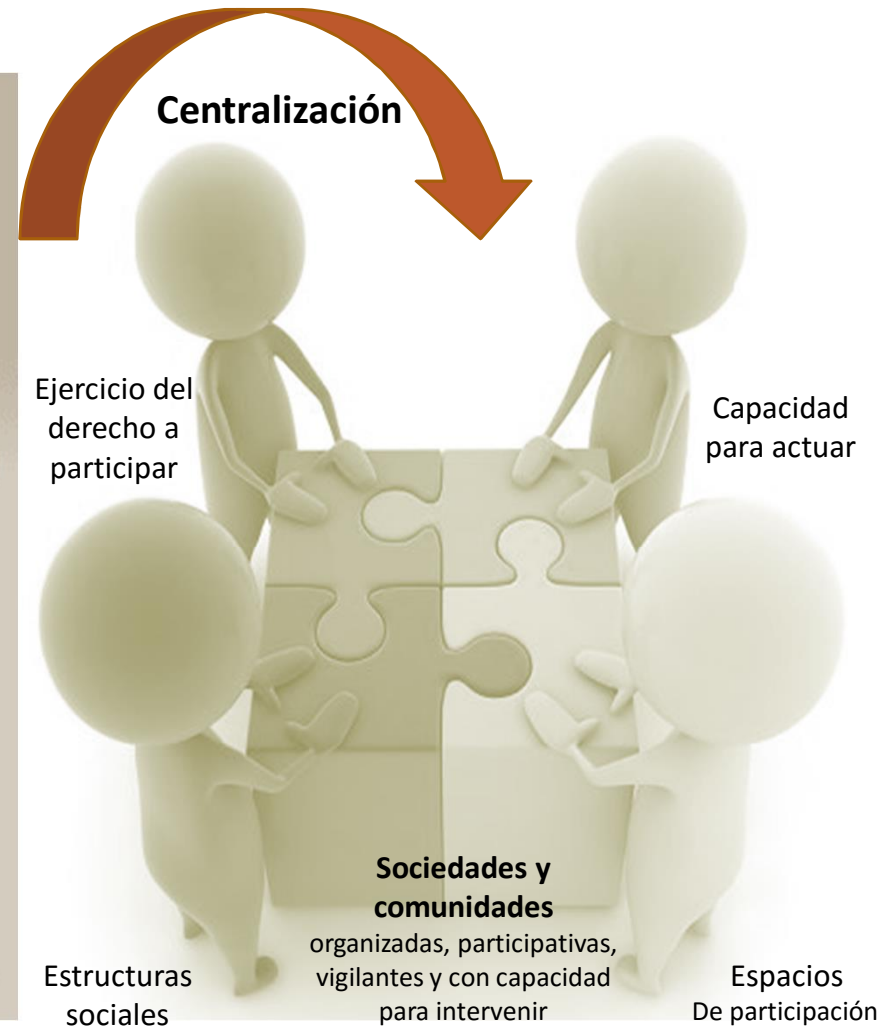 Centralización
Ejercicio del
derecho a
participar
Capacidad
para actuar
Sociedades y
comunidades
organizadas, participativas,
vigilantes y con capacidad
para intervenir
Estructuras
sociales
Espacios
De participación